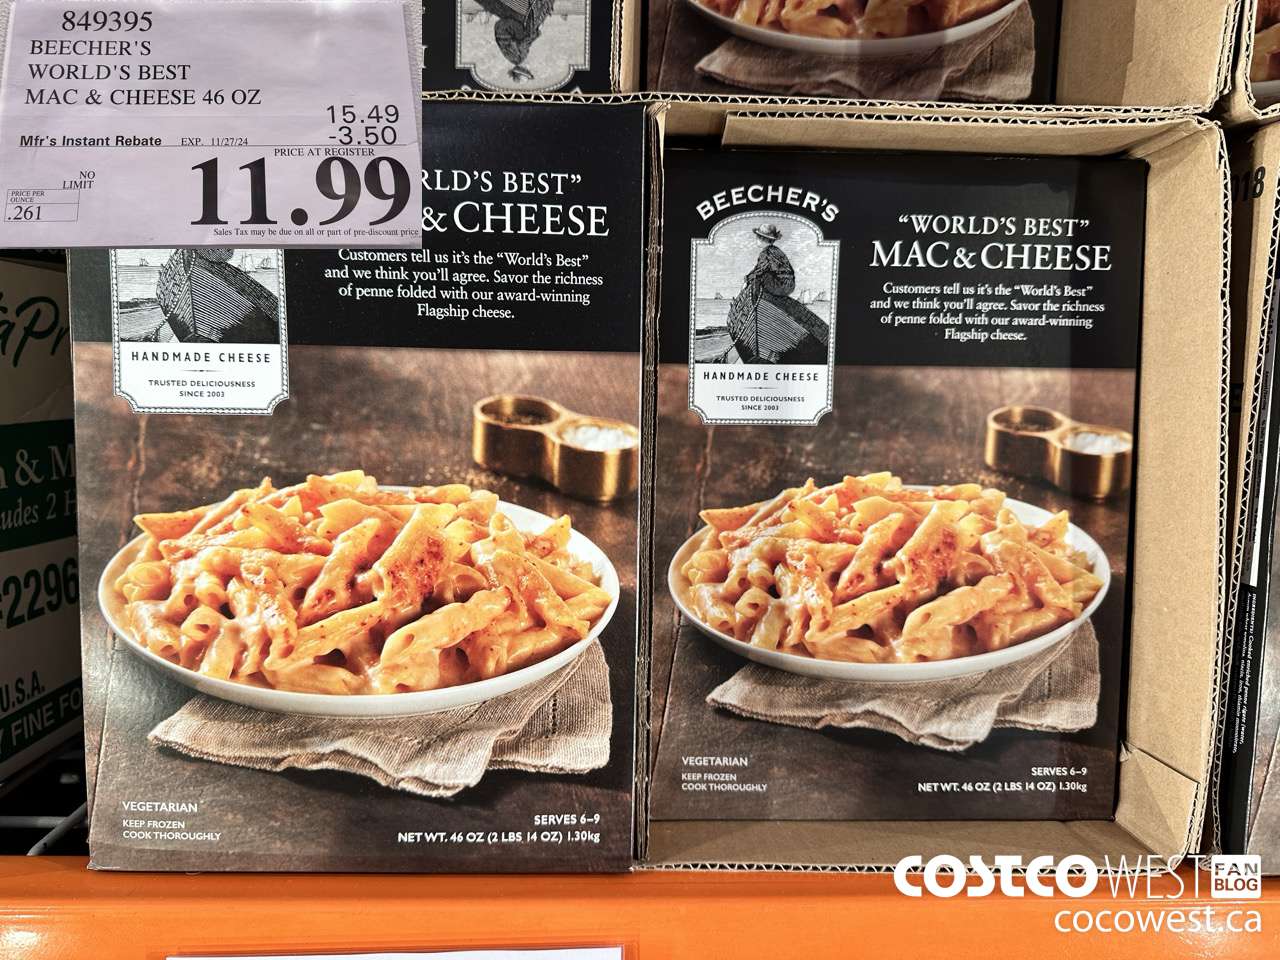 849395
BEECHER'S
WORLD'S BEST
MAC & CHEESE 46 OZ
15.49
-3.50
Mfr's Instant Rebate EXP. 11/27/24
PRICE AT REGISTER
11.99
NO
LIMIT
PRICE PER
OUNCE
.261
Sales Tax may be due on all or part of pre-discount price
RLD'S BEST”
& CHEESE
Customers tell us it's the “World's Best”
and we think you'll agree. Savor the richness
of penne folded with our award-winning
Flagship cheese.
HANDMADE CHEESE
TRUSTED DELICIOUSNESS
SINCE 2003
VEGETARIAN
KEEP FROZEN
COOK THOROUGHLY
SERVES 6–9
NET WT. 46 OZ (2 LBS 14 OZ) 1.30kg
BEECHER'S
“WORLD'S BEST”
MAC & CHEESE
Customers tell us it's the “World's Best”
and we think you'll agree. Savor the richness
of penne folded with our award-winning
Flagship cheese.
HANDMADE CHEESE
TRUSTED DELICIOUSNESS
SINCE 2003
VEGETARIAN
KEEP FROZEN
COOK THOROUGHLY
SERVES 6–9
NET WT. 46 OZ (2 LBS 14 OZ) 1.30kg
& M
udes 2
2296
U.S.A.
FINE FO
018
COSTCO WEST FAN BLOG
cocowest.ca